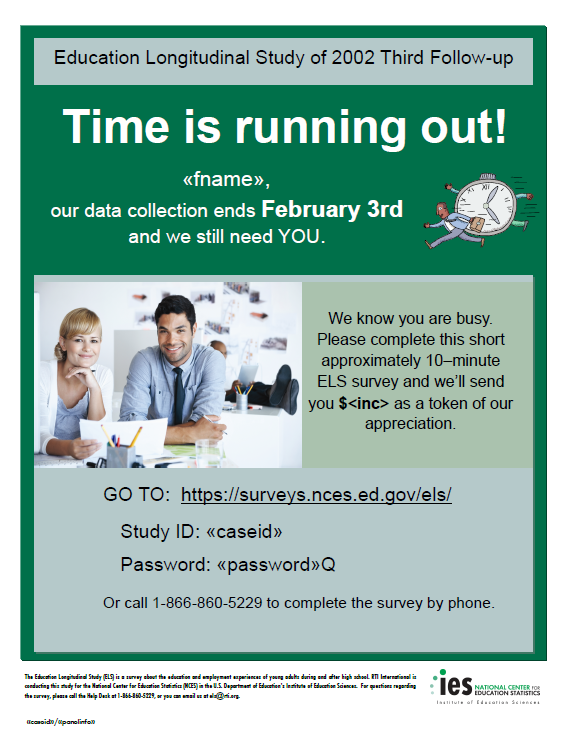 Education Longitudinal Study of 2002 Third Follow-up
Time is running out!
«fname»,
our data collection ends February 3rd
and we still need YOU.
We know you are busy.
Please complete this short
approximately 10–minute
ELS survey and we'll send
you $<inc> as a token of our
appreciation.
GO TO: https://surveys.nces.ed.gov/els/
Study ID: «caseid»
Password: «password»Q
Or call 1-866-860-5229 to complete the survey by phone.
The Education Longitudinal Study (ELS) is a survey about the education and employment experiences of young adults during and after high school. RTI International is
conducting this study for the National Center for Education Statistics (NCES) in the U.S. Department of Education's Institute of Education Sciences. For questions regarding
the survey, please call the Help Desk at 1-866-860-5229, or you can email us at els@rti.org.
ies NATIONAL CENTER FOR
EDUCATION STATISTICS
Institute of Education Sciences
«caseid»/«panelinfo»